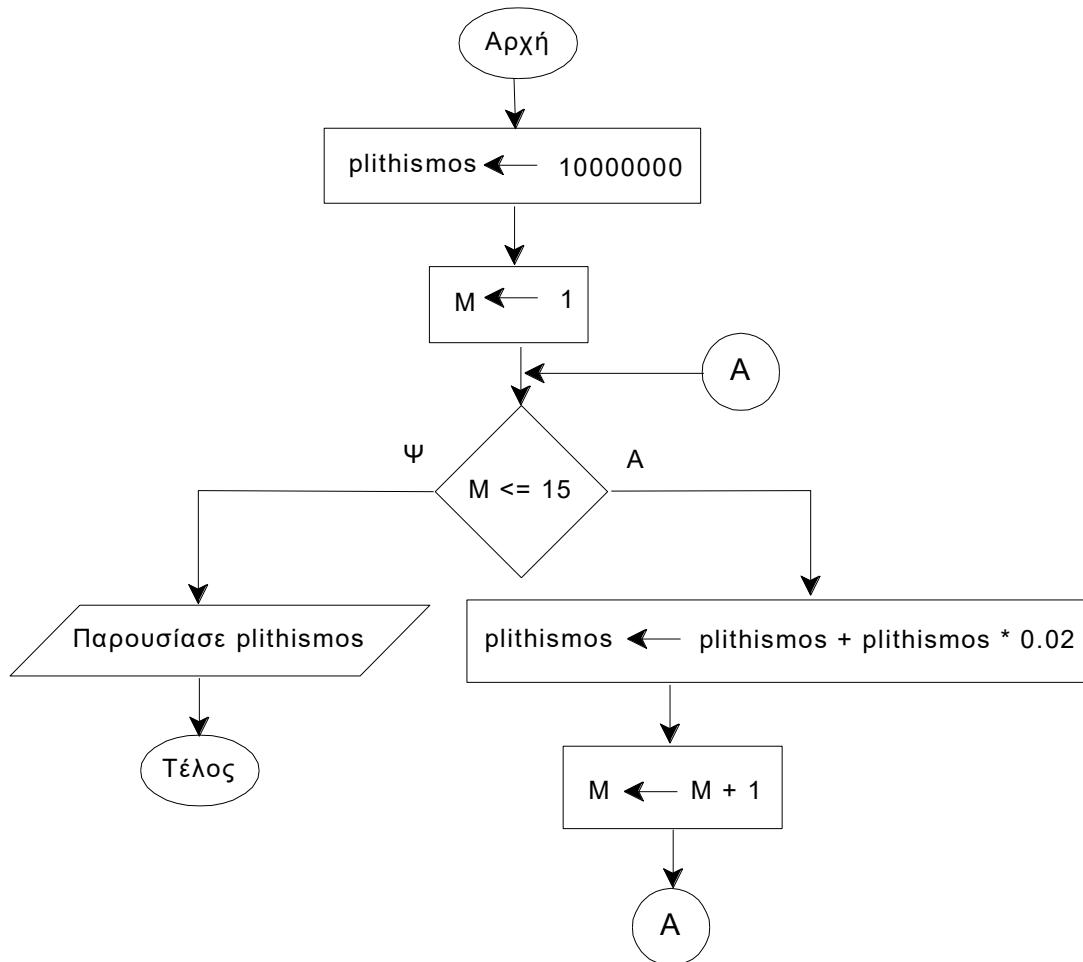 Αρχή
plithismos 10000000
M 1
A
Ψ
A
M <= 15
Παρουσίασε plithismos
plithismos plithismos + plithismos * 0.02
Τέλος
M M + 1
A